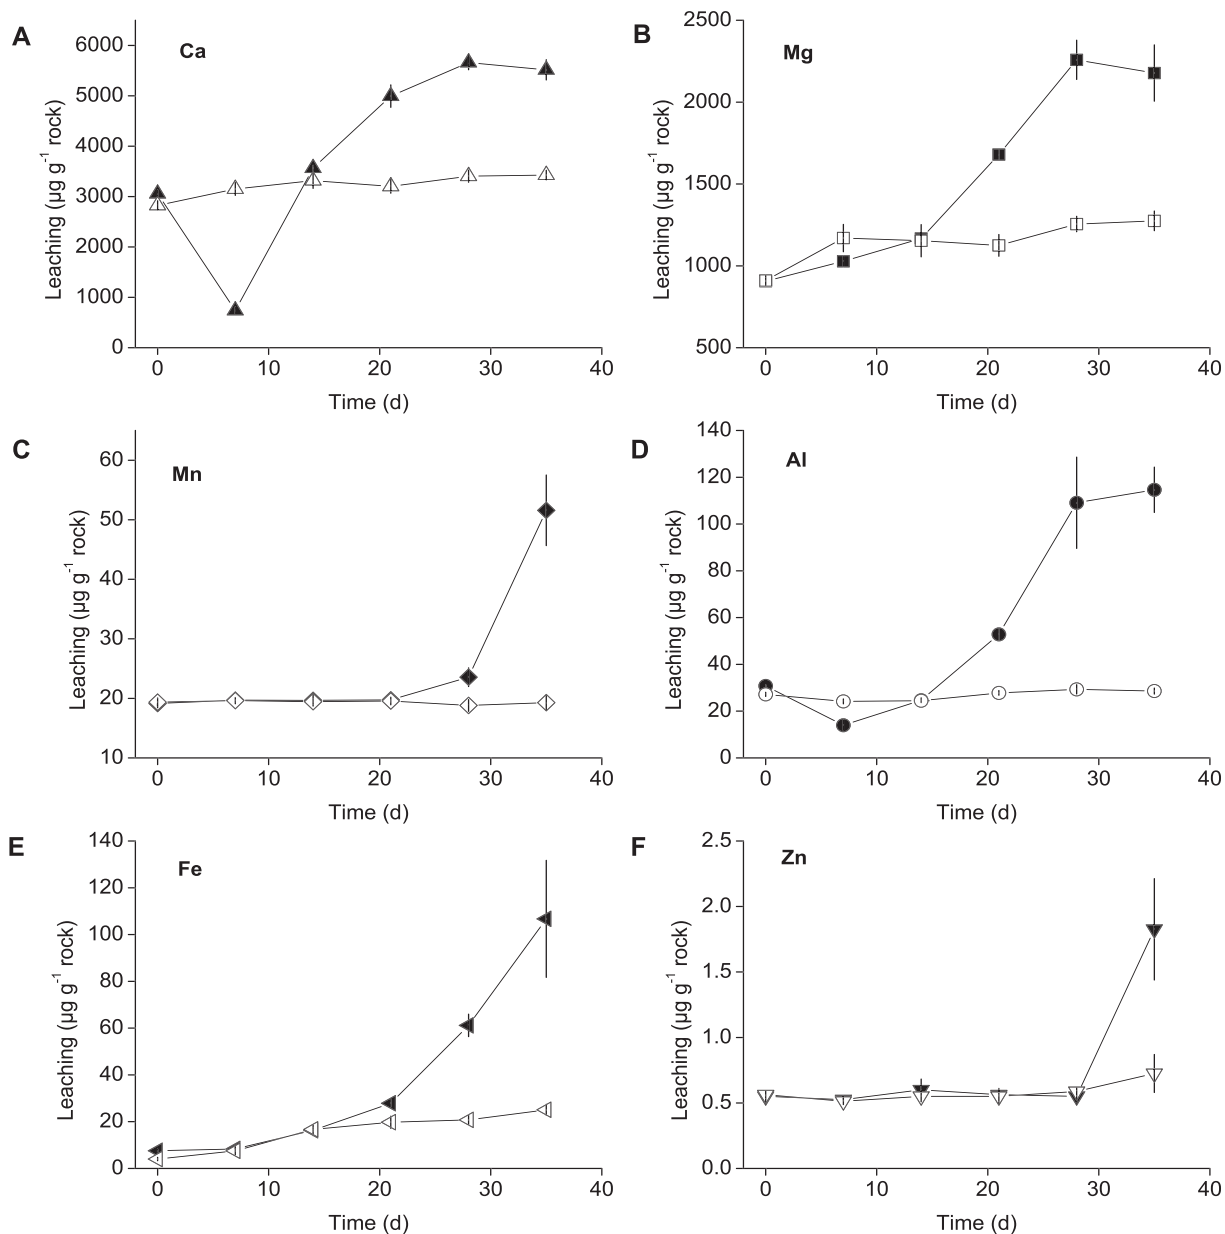 A
Ca
6000
5000
4000
3000
2000
1000
0
Leaching (µg g⁻¹ rock)
0 10 20 30 40
Time (d)
B
Mg
2500
2000
1500
1000
500
Leaching (µg g⁻¹ rock)
0 10 20 30 40
Time (d)
C
Mn
60
50
40
30
20
10
Leaching (µg g⁻¹ rock)
0 10 20 30 40
Time (d)
D
Al
140
120
100
80
60
40
20
0
Leaching (µg g⁻¹ rock)
0 10 20 30 40
Time (d)
E
Fe
140
120
100
80
60
40
20
0
Leaching (µg g⁻¹ rock)
0 10 20 30 40
Time (d)
F
Zn
2.5
2.0
1.5
1.0
0.5
0.0
Leaching (µg g⁻¹ rock)
0 10 20 30 40
Time (d)